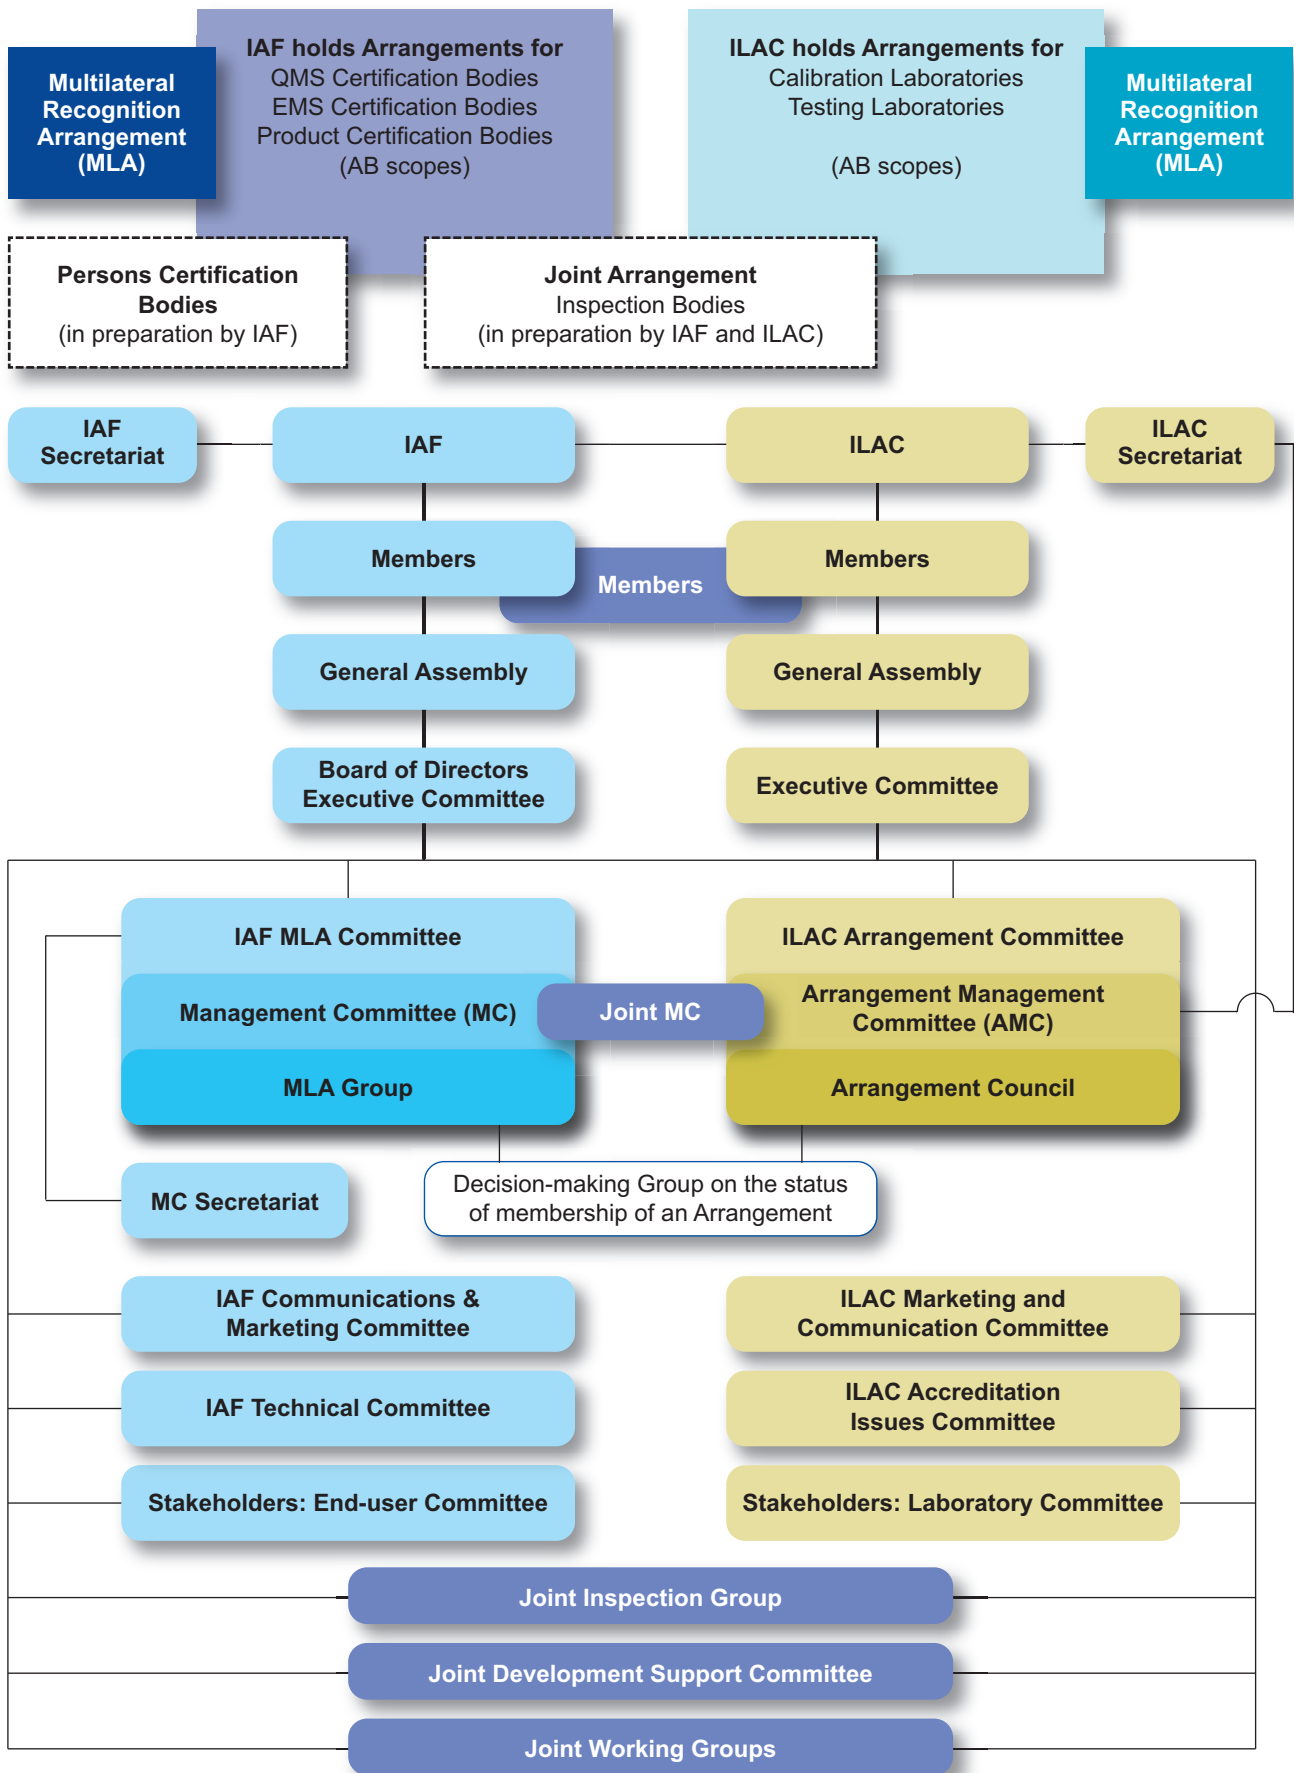 Multilateral
Recognition
Arrangement
(MLA)
IAF holds Arrangements for
QMS Certification Bodies
EMS Certification Bodies
Product Certification Bodies
(AB scopes)
ILAC holds Arrangements for
Calibration Laboratories
Testing Laboratories
(AB scopes)
Multilateral
Recognition
Arrangement
(MLA)
Persons Certification
Bodies
(in preparation by IAF)
Joint Arrangement
Inspection Bodies
(in preparation by IAF and ILAC)
IAF
Secretariat
IAF
ILAC
ILAC
Secretariat
Members
Members
Members
General Assembly
General Assembly
Board of Directors
Executive Committee
Executive Committee
IAF MLA Committee
ILAC Arrangement Committee
Management Committee (MC)
Joint MC
Arrangement Management
Committee (AMC)
MLA Group
Arrangement Council
MC Secretariat
Decision-making Group on the status
of membership of an Arrangement
IAF Communications &
Marketing Committee
ILAC Marketing and
Communication Committee
IAF Technical Committee
ILAC Accreditation
Issues Committee
Stakeholders: End-user Committee
Stakeholders: Laboratory Committee
Joint Inspection Group
Joint Development Support Committee
Joint Working Groups